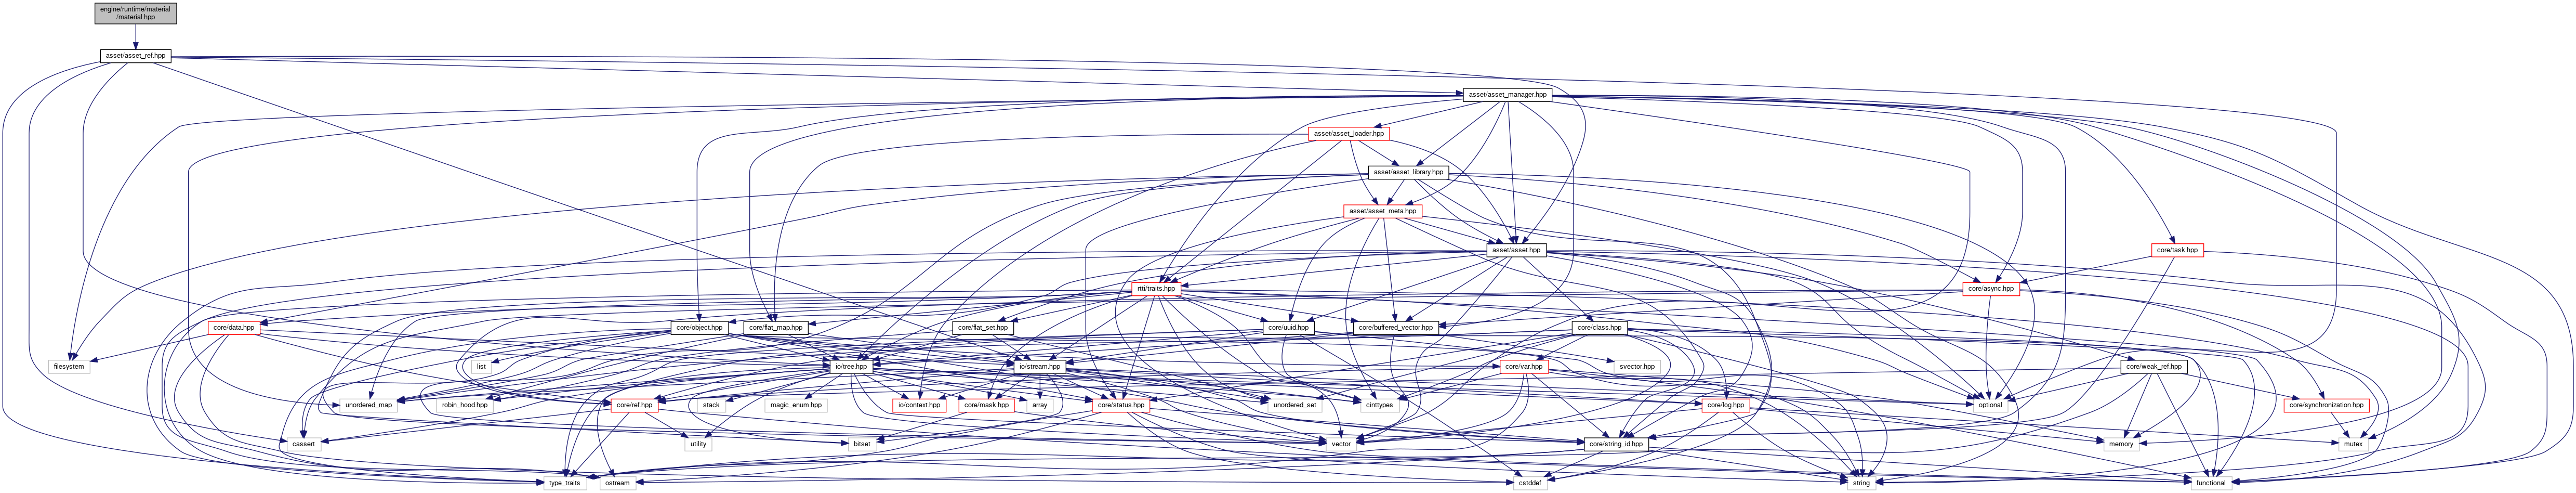 engine/runtime/material
/material.hpp
asset/asset_ref.hpp
asset/asset_manager.hpp
asset/asset_loader.hpp
asset/asset_library.hpp
asset/asset_meta.hpp
asset/asset.hpp
core/task.hpp
rtti/traits.hpp
core/async.hpp
core/data.hpp
core/object.hpp
core/flat_map.hpp
core/flat_set.hpp
core/uuid.hpp
core/buffered_vector.hpp
core/class.hpp
filesystem
list
io/tree.hpp
io/stream.hpp
svector.hpp
core/var.hpp
core/weak_ref.hpp
unordered_map
robin_hood.hpp
core/ref.hpp
stack
magic_enum.hpp
io/context.hpp
core/mask.hpp
array
core/status.hpp
unordered_set
cinttypes
core/log.hpp
optional
core/synchronization.hpp
cassert
utility
bitset
vector
core/string_id.hpp
memory
mutex
type_traits
ostream
cstddef
string
functional